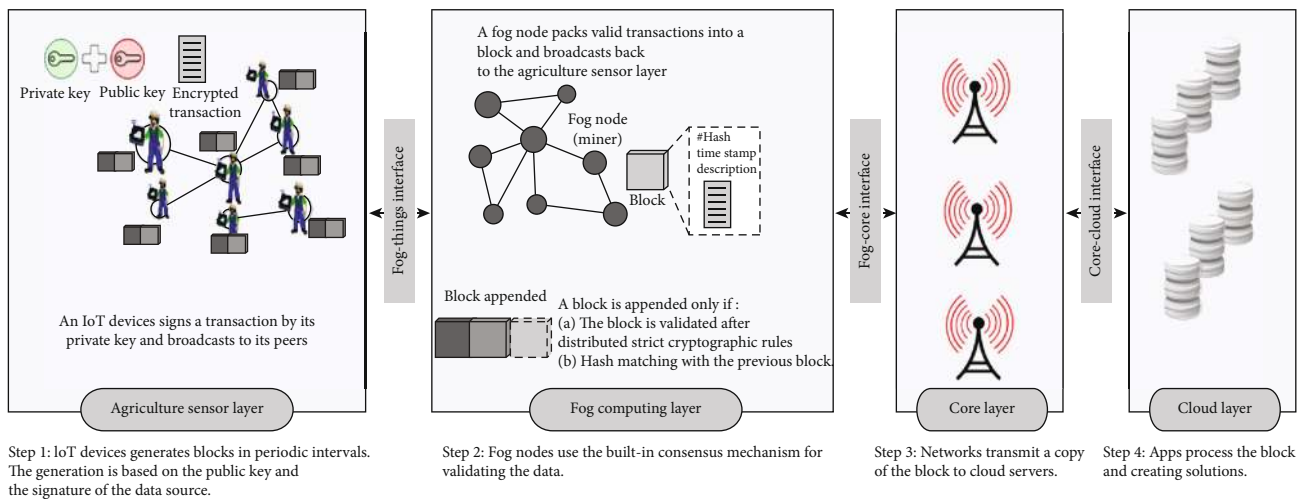 Private key
Public key
Encrypted
transaction
An IoT devices signs a transaction by its
private key and broadcasts to its peers
Agriculture sensor layer
Step 1: loT devices generates blocks in periodic intervals.
The generation is based on the public key and
the signature of the data source.
Fog-things interface
A fog node packs valid transactions into a
block and broadcasts back
to the agriculture sensor layer
Fog node
(miner)
#Hash
time stamp
description
Block
Block appended
A block is appended only if :
(a) The block is validated after
distributed strict cryptographic rules
(b) Hash matching with the previous block.
Fog computing layer
Step 2: Fog nodes use the built-in consensus mechanism for
validating the data.
Fog-core interface
Core layer
Step 3: Networks transmit a copy
of the block to cloud servers.
Core-cloud interface
Cloud layer
Step 4: Apps process the block
and creating solutions.